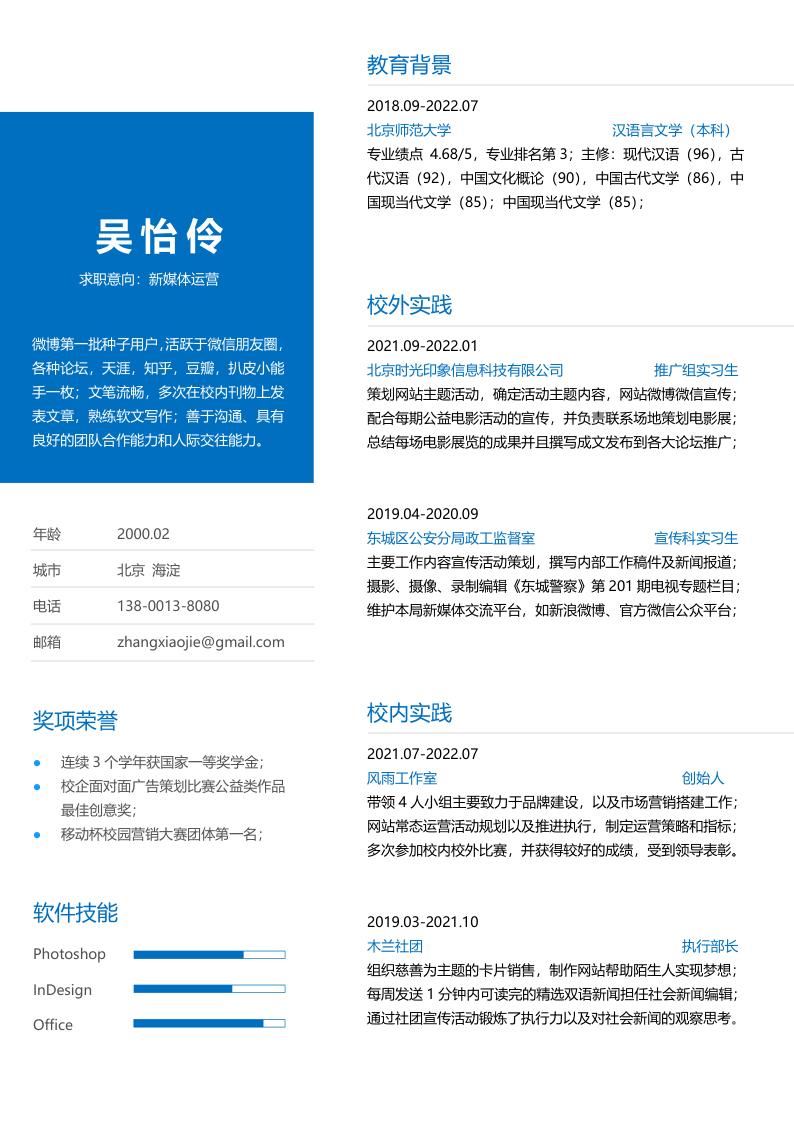 吴怡伶
求职意向：新媒体运营
微博第一批种子用户，活跃于微信朋友圈，
各种论坛，天涯，知乎，豆瓣，扒皮小能
手一枚；文笔流畅，多次在校内刊物上发
表文章，熟练软文写作；善于沟通、具有
良好的团队合作能力和人际交往能力。
年龄 2000.02
城市 北京 海淀
电话 138-0013-8080
邮箱 zhangxiaojie@gmail.com
奖项荣誉
● 连续 3 个学年获国家一等奖学金；
● 校企面对面广告策划比赛公益类作品
最佳创意奖；
● 移动杯校园营销大赛团体第一名；
软件技能
Photoshop
InDesign
Office
教育背景
2018.09-2022.07
北京师范大学 汉语言文学（本科）
专业绩点 4.68/5，专业排名第 3；主修：现代汉语（96），古
代汉语（92），中国文化概论（90），中国古代文学（86），中
国现当代文学（85）；中国现当代文学（85）；
校外实践
2021.09-2022.01
北京时光印象信息科技有限公司 推广组实习生
策划网站主题活动，确定活动主题内容，网站微博微信宣传；
配合每期公益电影活动的宣传，并负责联系场地策划电影展；
总结每场电影展览的成果并且撰写成文发布到各大论坛推广；
2019.04-2020.09
东城区公安分局政工监督室 宣传科实习生
主要工作内容宣传活动策划，撰写内部工作稿件及新闻报道；
摄影、摄像、录制编辑《东城警察》第 201 期电视专题栏目；
维护本局新媒体交流平台，如新浪微博、官方微信公众平台；
校内实践
2021.07-2022.07
风雨工作室 创始人
带领 4 人小组主要致力于品牌建设，以及市场营销搭建工作；
网站常态运营活动规划以及推进执行，制定运营策略和指标；
多次参加校内校外比赛，并获得较好的成绩，受到领导表彰。
2019.03-2021.10
木兰社团 执行部长
组织慈善为主题的卡片销售，制作网站帮助陌生人实现梦想；
每周发送 1 分钟内可读完的精选双语新闻担任社会新闻编辑；
通过社团宣传活动锻炼了执行力以及对社会新闻的观察思考。